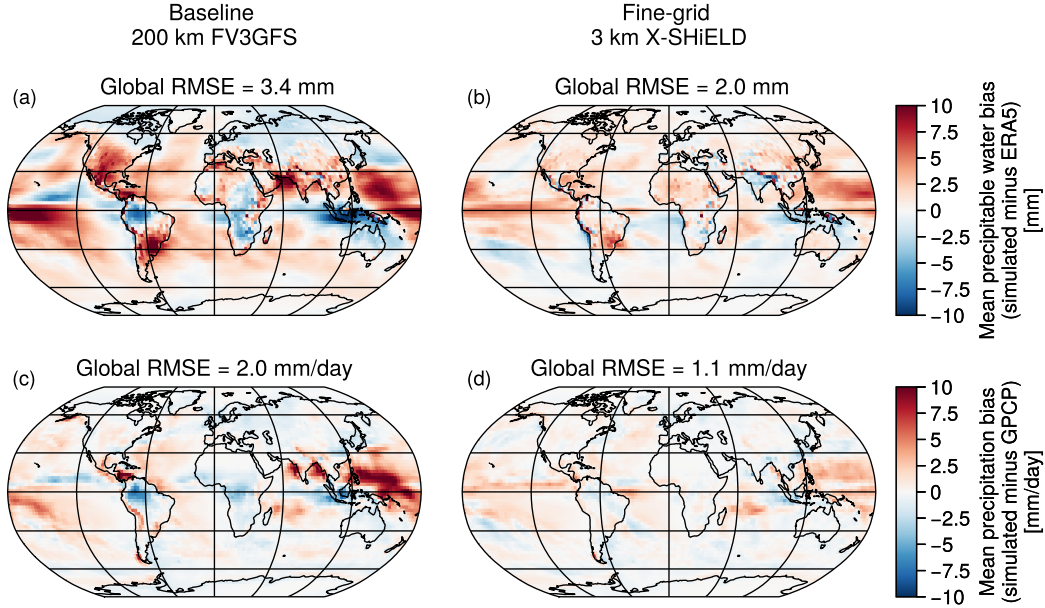 Baseline
200 km FV3GFS
Fine-grid
3 km X-SHiELD
(a)
Global RMSE = 3.4 mm
(b)
Global RMSE = 2.0 mm
10
7.5
5
2.5
0
−2.5
−5
−7.5
−10
Mean precipitable water bias
(simulated minus ERA5)
[mm]
(c)
Global RMSE = 2.0 mm/day
(d)
Global RMSE = 1.1 mm/day
10
7.5
5
2.5
0
−2.5
−5
−7.5
−10
Mean precipitation bias
(simulated minus GPCP)
[mm/day]